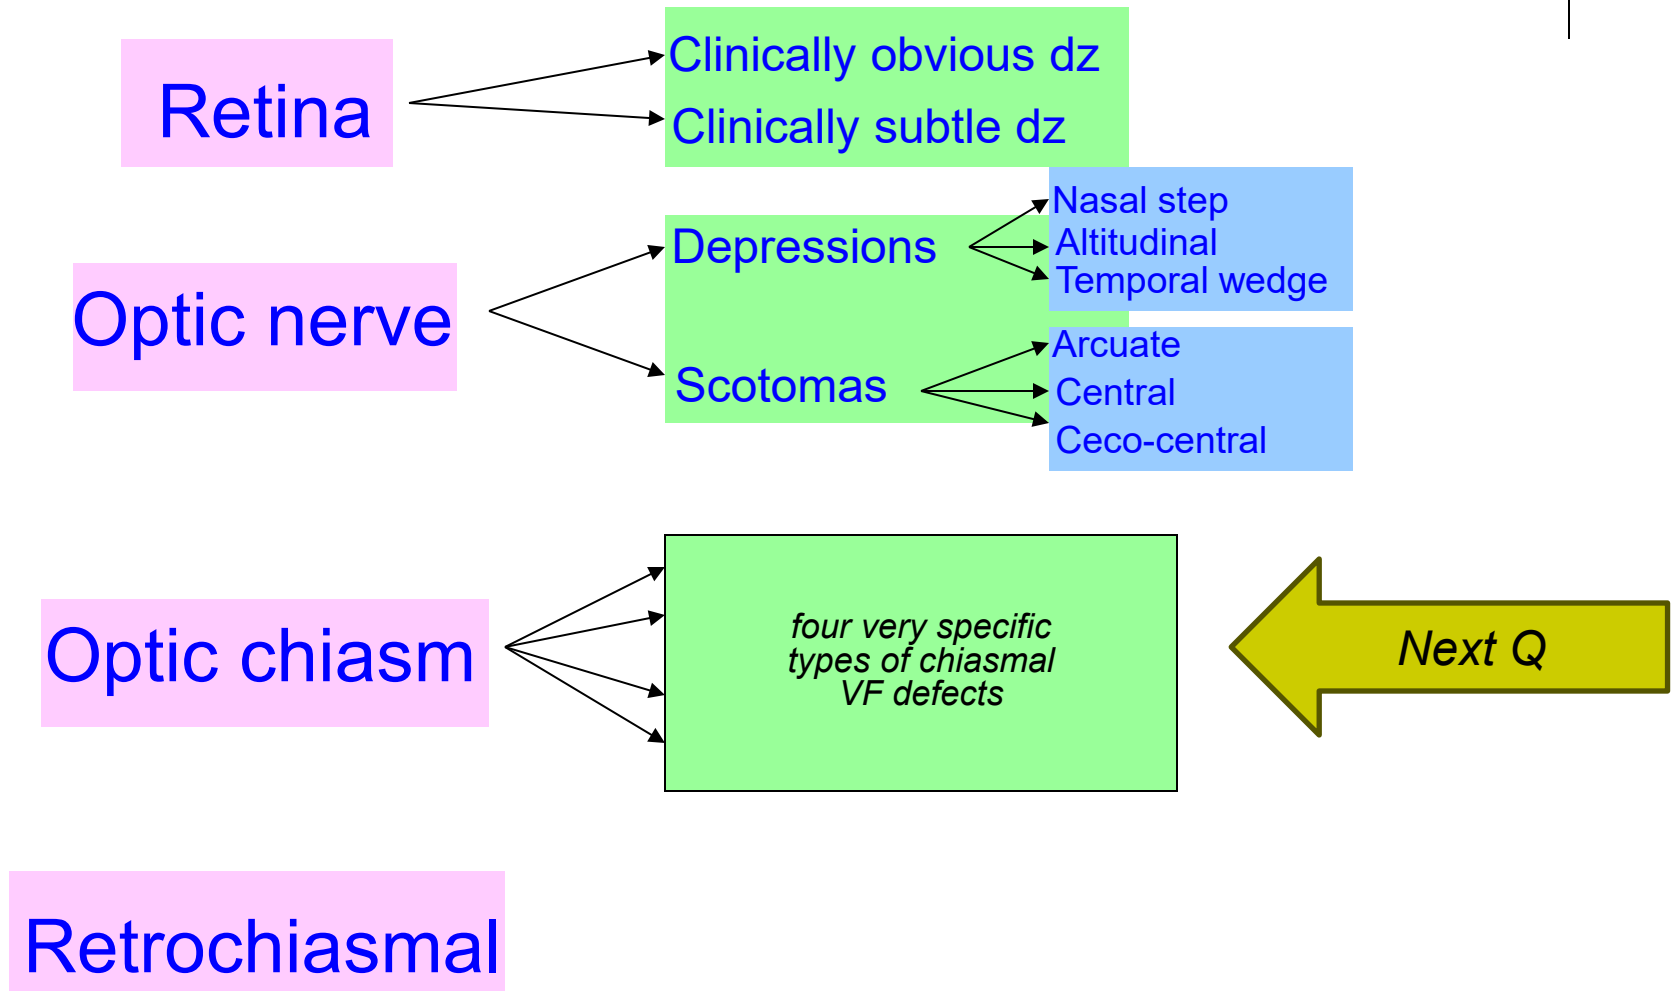 Retina
Clinically obvious dz
Clinically subtle dz
Optic nerve
Depressions
Nasal step
Altitudinal
Temporal wedge
Scotomas
Arcuate
Central
Ceco-central
Optic chiasm
four very specific
types of chiasmal
VF defects
Next Q
Retrochiasmal